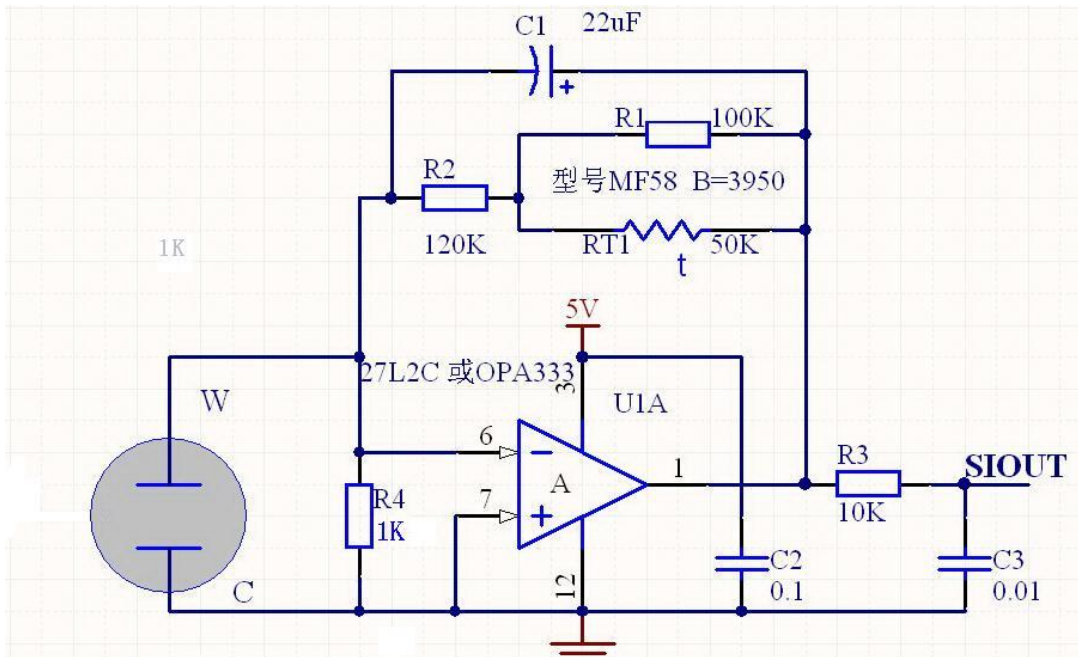 C1
22uF
R1
100K
R2
型号MF58 B=3950
120K
RT1
50K
t
1K
5V
27L2C 或OPA333
3
U1A
W
6
A
1
R3
SIOUT
R4
7
1K
10K
C2
C3
C
12
0.1
0.01